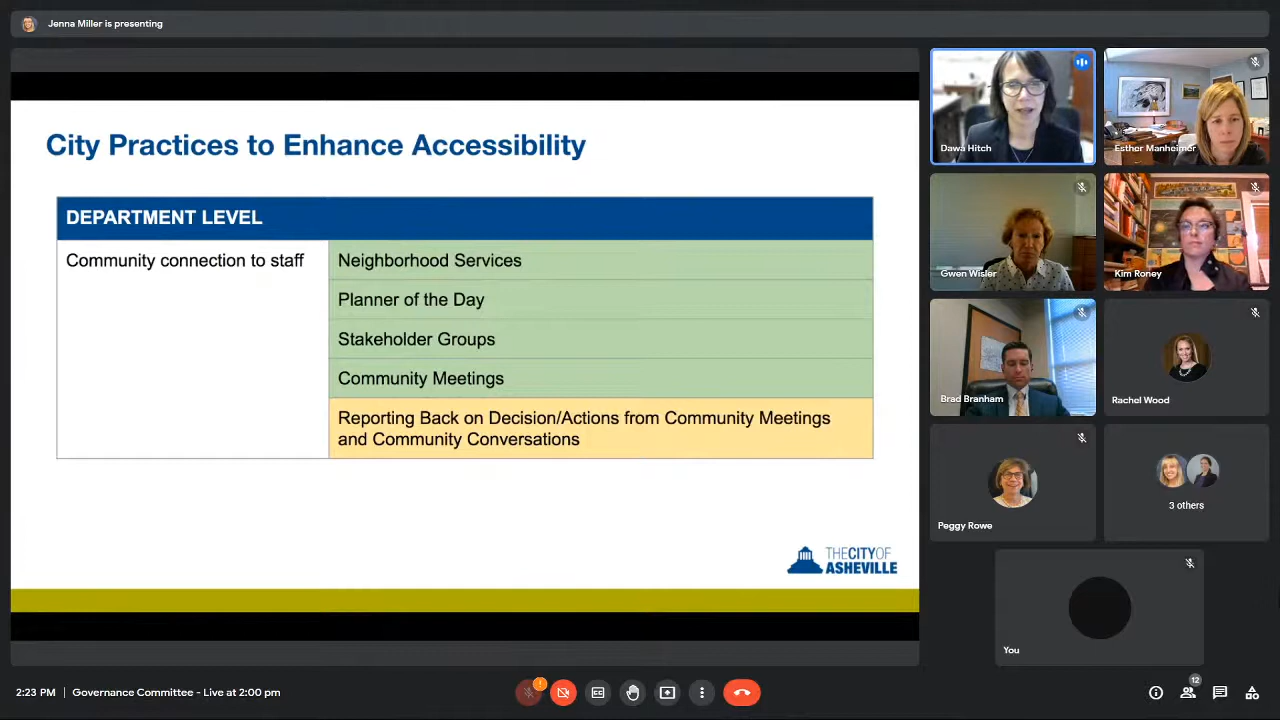 Jenna Miller is presenting
City Practices to Enhance Accessibility
DEPARTMENT LEVEL
Community connection to staff
Neighborhood Services
Planner of the Day
Stakeholder Groups
Community Meetings
Reporting Back on Decision/Actions from Community Meetings
and Community Conversations
THE CITY OF
ASHEVILLE
Dawa Hitch
Esther Manheimer
Gwen Wisler
Kim Roney
Brad Branham
Rachel Wood
Peggy Rowe
3 others
You
2:23 PM | Governance Committee - Live at 2:00 pm
12